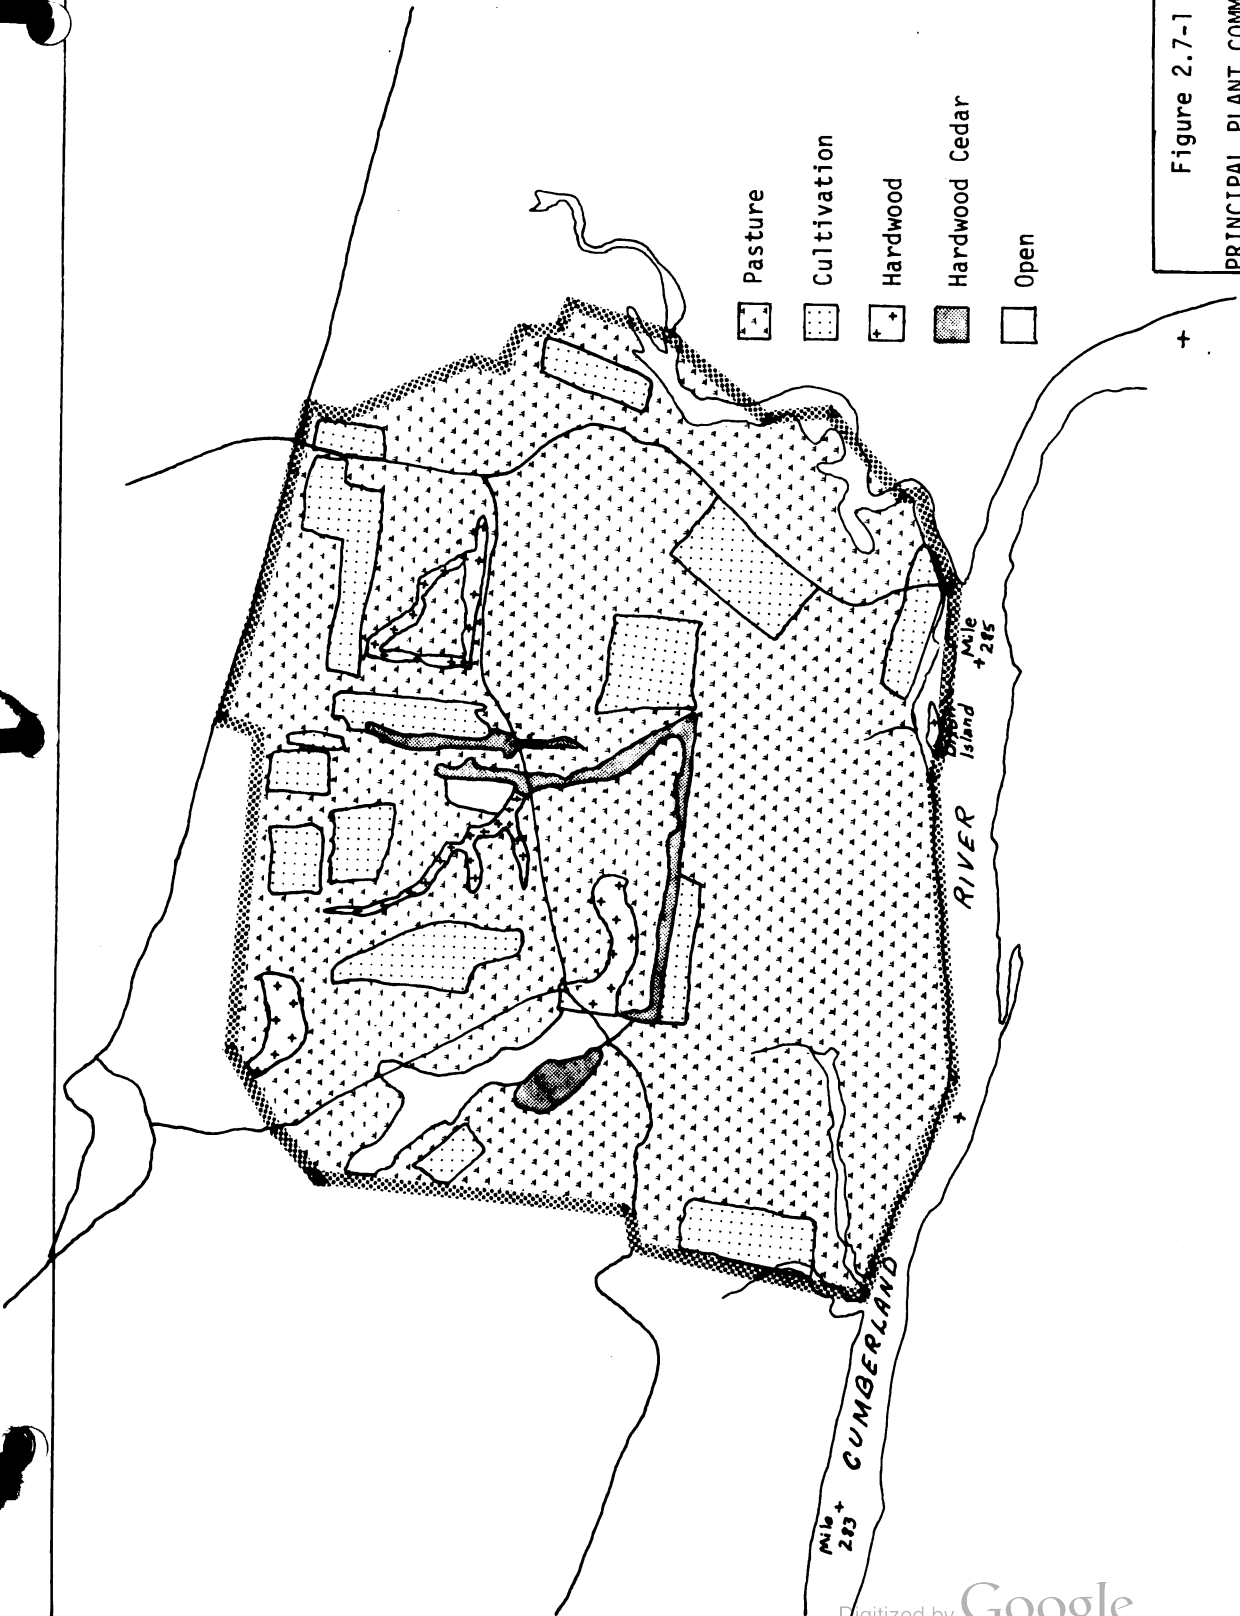 Figure 2.7-1
PRINCIPAL PLANT COMM
Pasture
Cultivation
Hardwood
Hardwood Cedar
Open
Mile
285
Island
CUMBERLAND RIVER
Mile
283
Digitized by Google